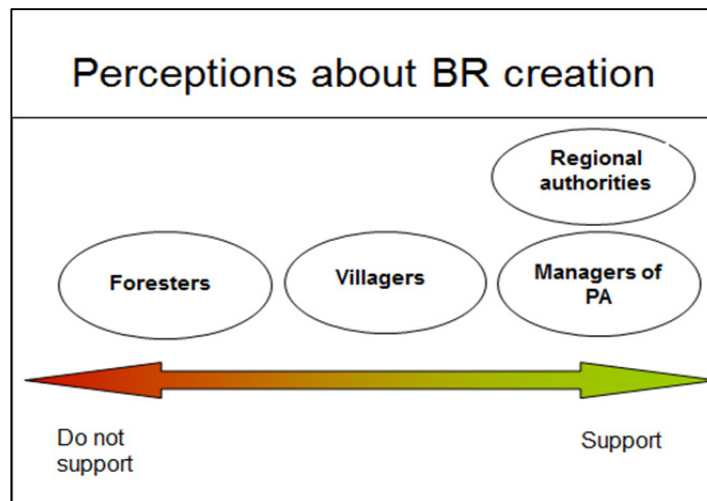 Perceptions about BR creation
Regional
authorities
Foresters
Villagers
Managers of
PA
Do not
support
Support